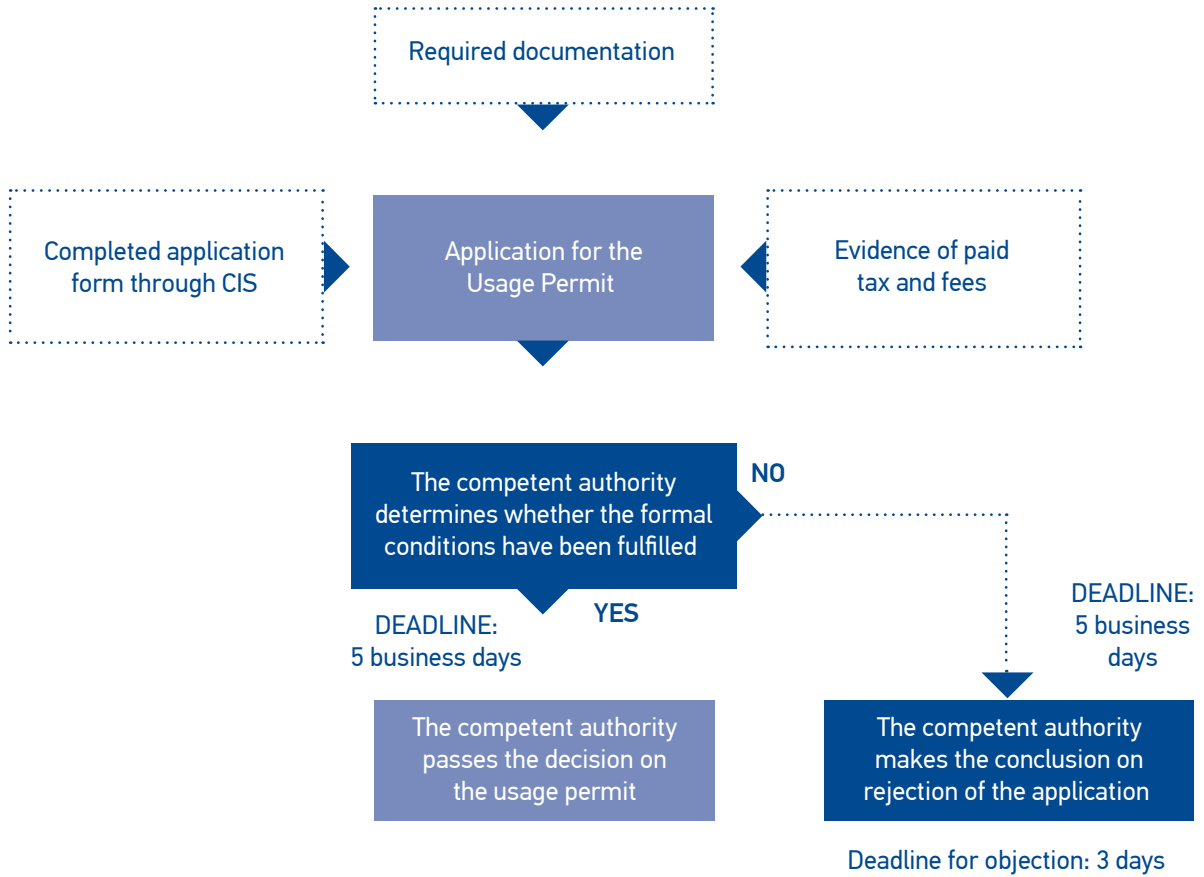 Required documentation
Completed application
form through CIS
Application for the
Usage Permit
Evidence of paid
tax and fees
The competent authority
determines whether the formal
conditions have been fulfilled
NO
YES
DEADLINE:
5 business days
DEADLINE:
5 business
days
The competent authority
passes the decision on
the usage permit
The competent authority
makes the conclusion on
rejection of the application
Deadline for objection: 3 days